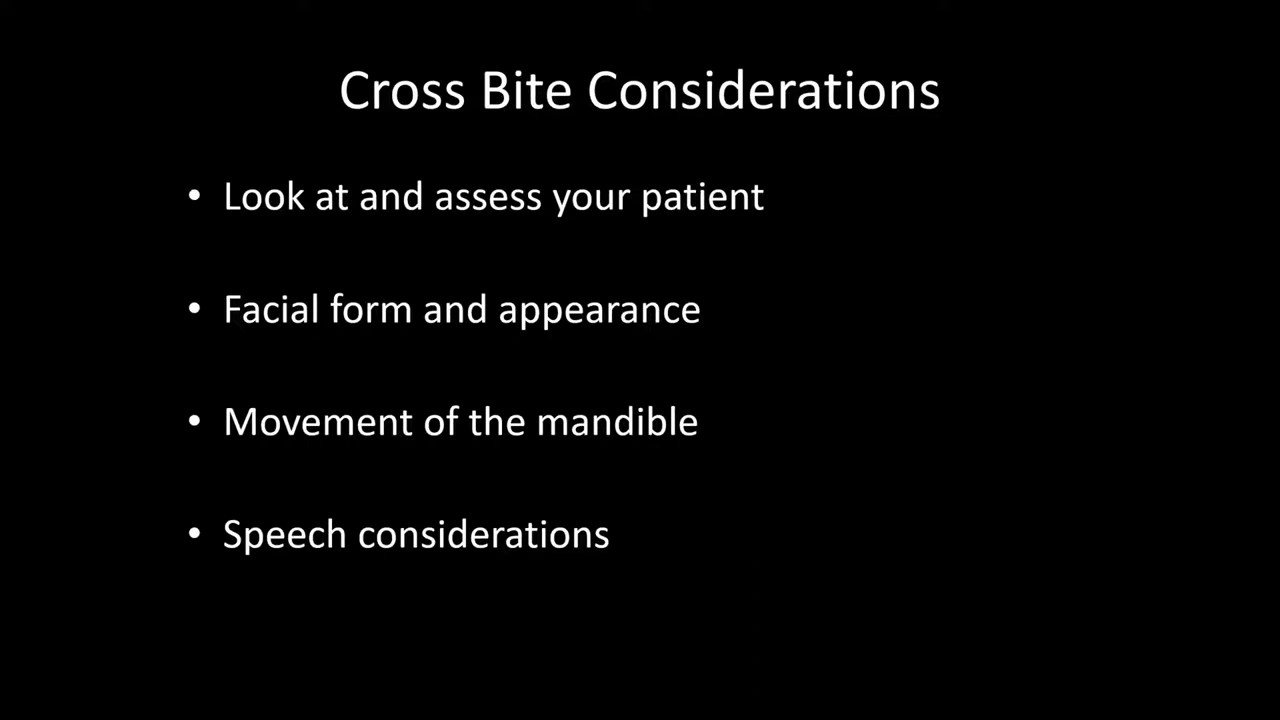 Cross Bite Considerations
• Look at and assess your patient
• Facial form and appearance
• Movement of the mandible
• Speech considerations